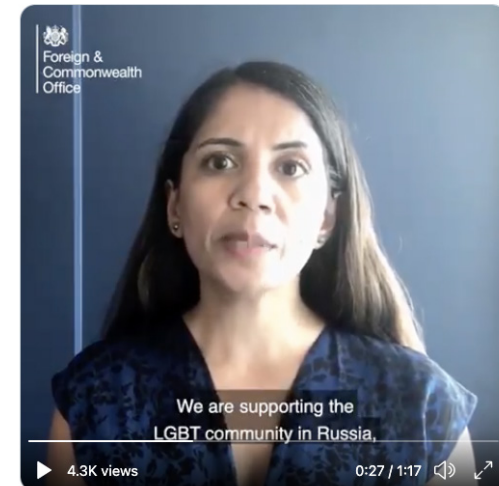 Foreign &
Commonwealth
Office
We are supporting the
LGBT community in Russia,
4.3K views
0:27 / 1:17